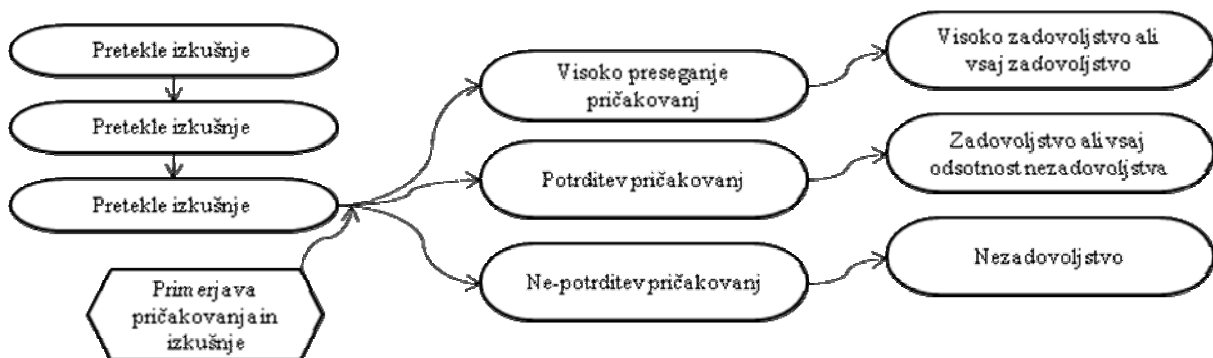 Pretekle izkušnje
Pretekle izkušnje
Pretekle izkušnje
Primerjava
pričakovanja in
izkušnje
Visoko preseganje
pričakovanj
Potrditev pričakovanj
Ne-potrditev pričakovanj
Visoko zadovoljstvo ali
vsaj zadovoljstvo
Zadovoljstvo ali vsaj
odsotnost nezadovoljstva
Nezadovoljstvo